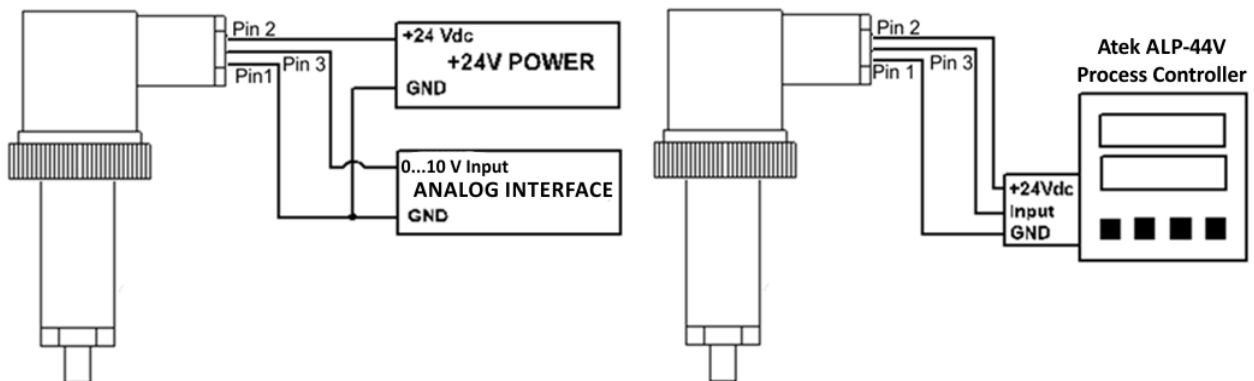 Pin 2
Pin 3
Pin1
+24 Vdc
+24V POWER
GND
0...10 V Input
ANALOG INTERFACE
GND
Pin 2
Pin 3
Pin 1
Atek ALP-44V
Process Controller
+24Vdc
Input
GND